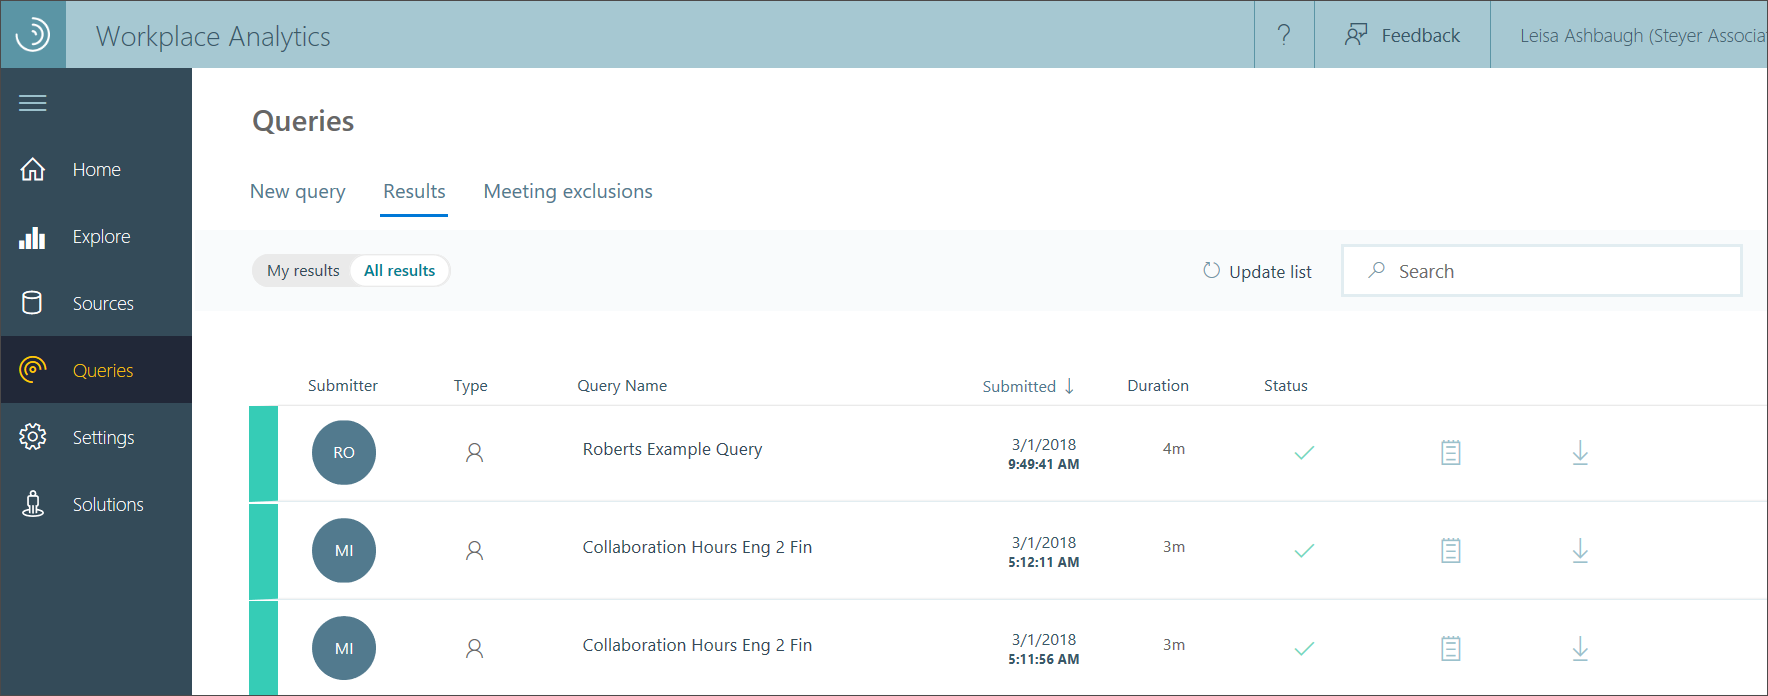 Workplace Analytics
?
Feedback
Leisa Ashbaugh (Steyer Associa
Home
Explore
Sources
Queries
Settings
Solutions
Queries
New query Results Meeting exclusions
My results All results
Update list
Search
Submitter Type Query Name Submitted ↓ Duration Status
RO Roberts Example Query 3/1/2018 4m
9:49:41 AM
MI Collaboration Hours Eng 2 Fin 3/1/2018 3m
5:12:11 AM
MI Collaboration Hours Eng 2 Fin 3/1/2018 3m
5:11:56 AM